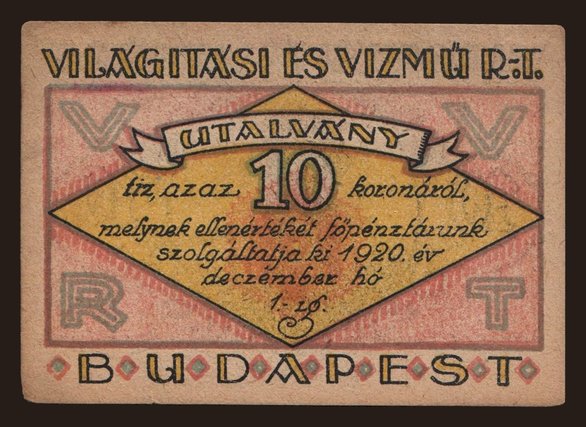 VILÁGITÁSI ÉS VIZMŰ R.-T.
V V
UTALVÁNY
tiz, azaz 10 koronáról,
melynek ellenértékét főpénztárunk
szolgáltatja ki 1920. év
deczember hó
1.-ig.
R T
BUDAPEST